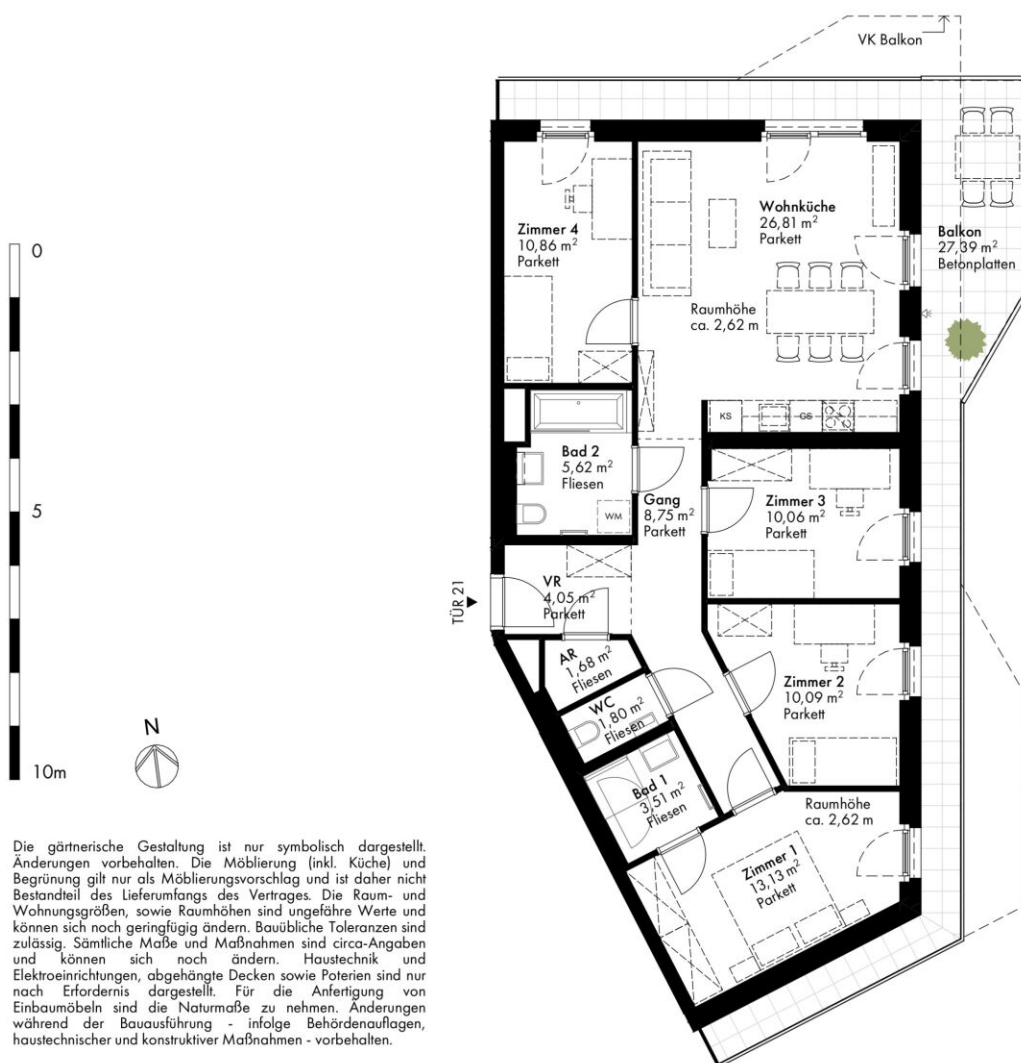 VK Balkon
Zimmer 4
10,86 m²
Parkett
Wohnküche
26,81 m²
Parkett
Balkon
27,39 m²
Betonplatten
0
Raumhöhe
ca. 2,62 m
KS
GS
Bad 2
5,62 m²
Fliesen
WM
Gang
8,75 m²
Parkett
Zimmer 3
10,06 m²
Parkett
5
TÜR 21
VR
4,05 m²
Parkett
AR
1,68 m²
Fliesen
WC
1,80 m²
Fliesen
Zimmer 2
10,09 m²
Parkett
N
10m
Bad 1
3,51 m²
Fliesen
Raumhöhe
ca. 2,62 m
Zimmer 1
13,13 m²
Parkett
Die gärtnerische Gestaltung ist nur symbolisch dargestellt.
Änderungen vorbehalten. Die Möblierung (inkl. Küche) und
Begrünung gilt nur als Möblierungsvorschlag und ist daher nicht
Bestandteil des Lieferumfangs des Vertrages. Die Raum- und
Wohnungsgrößen, sowie Raumhöhen sind ungefähre Werte und
können sich noch geringfügig ändern. Bauübliche Toleranzen sind
zulässig. Sämtliche Maße und Maßnahmen sind circa-Angaben
und können sich noch ändern. Haustechnik und
Elektroeinrichtungen, abgehängte Decken sowie Poterien sind nur
nach Erfordernis dargestellt. Für die Anfertigung von
Einbaumöbeln sind die Naturmaße zu nehmen. Änderungen
während der Bauausführung - infolge Behördenauflagen,
haustechnischer und konstruktiver Maßnahmen - vorbehalten.